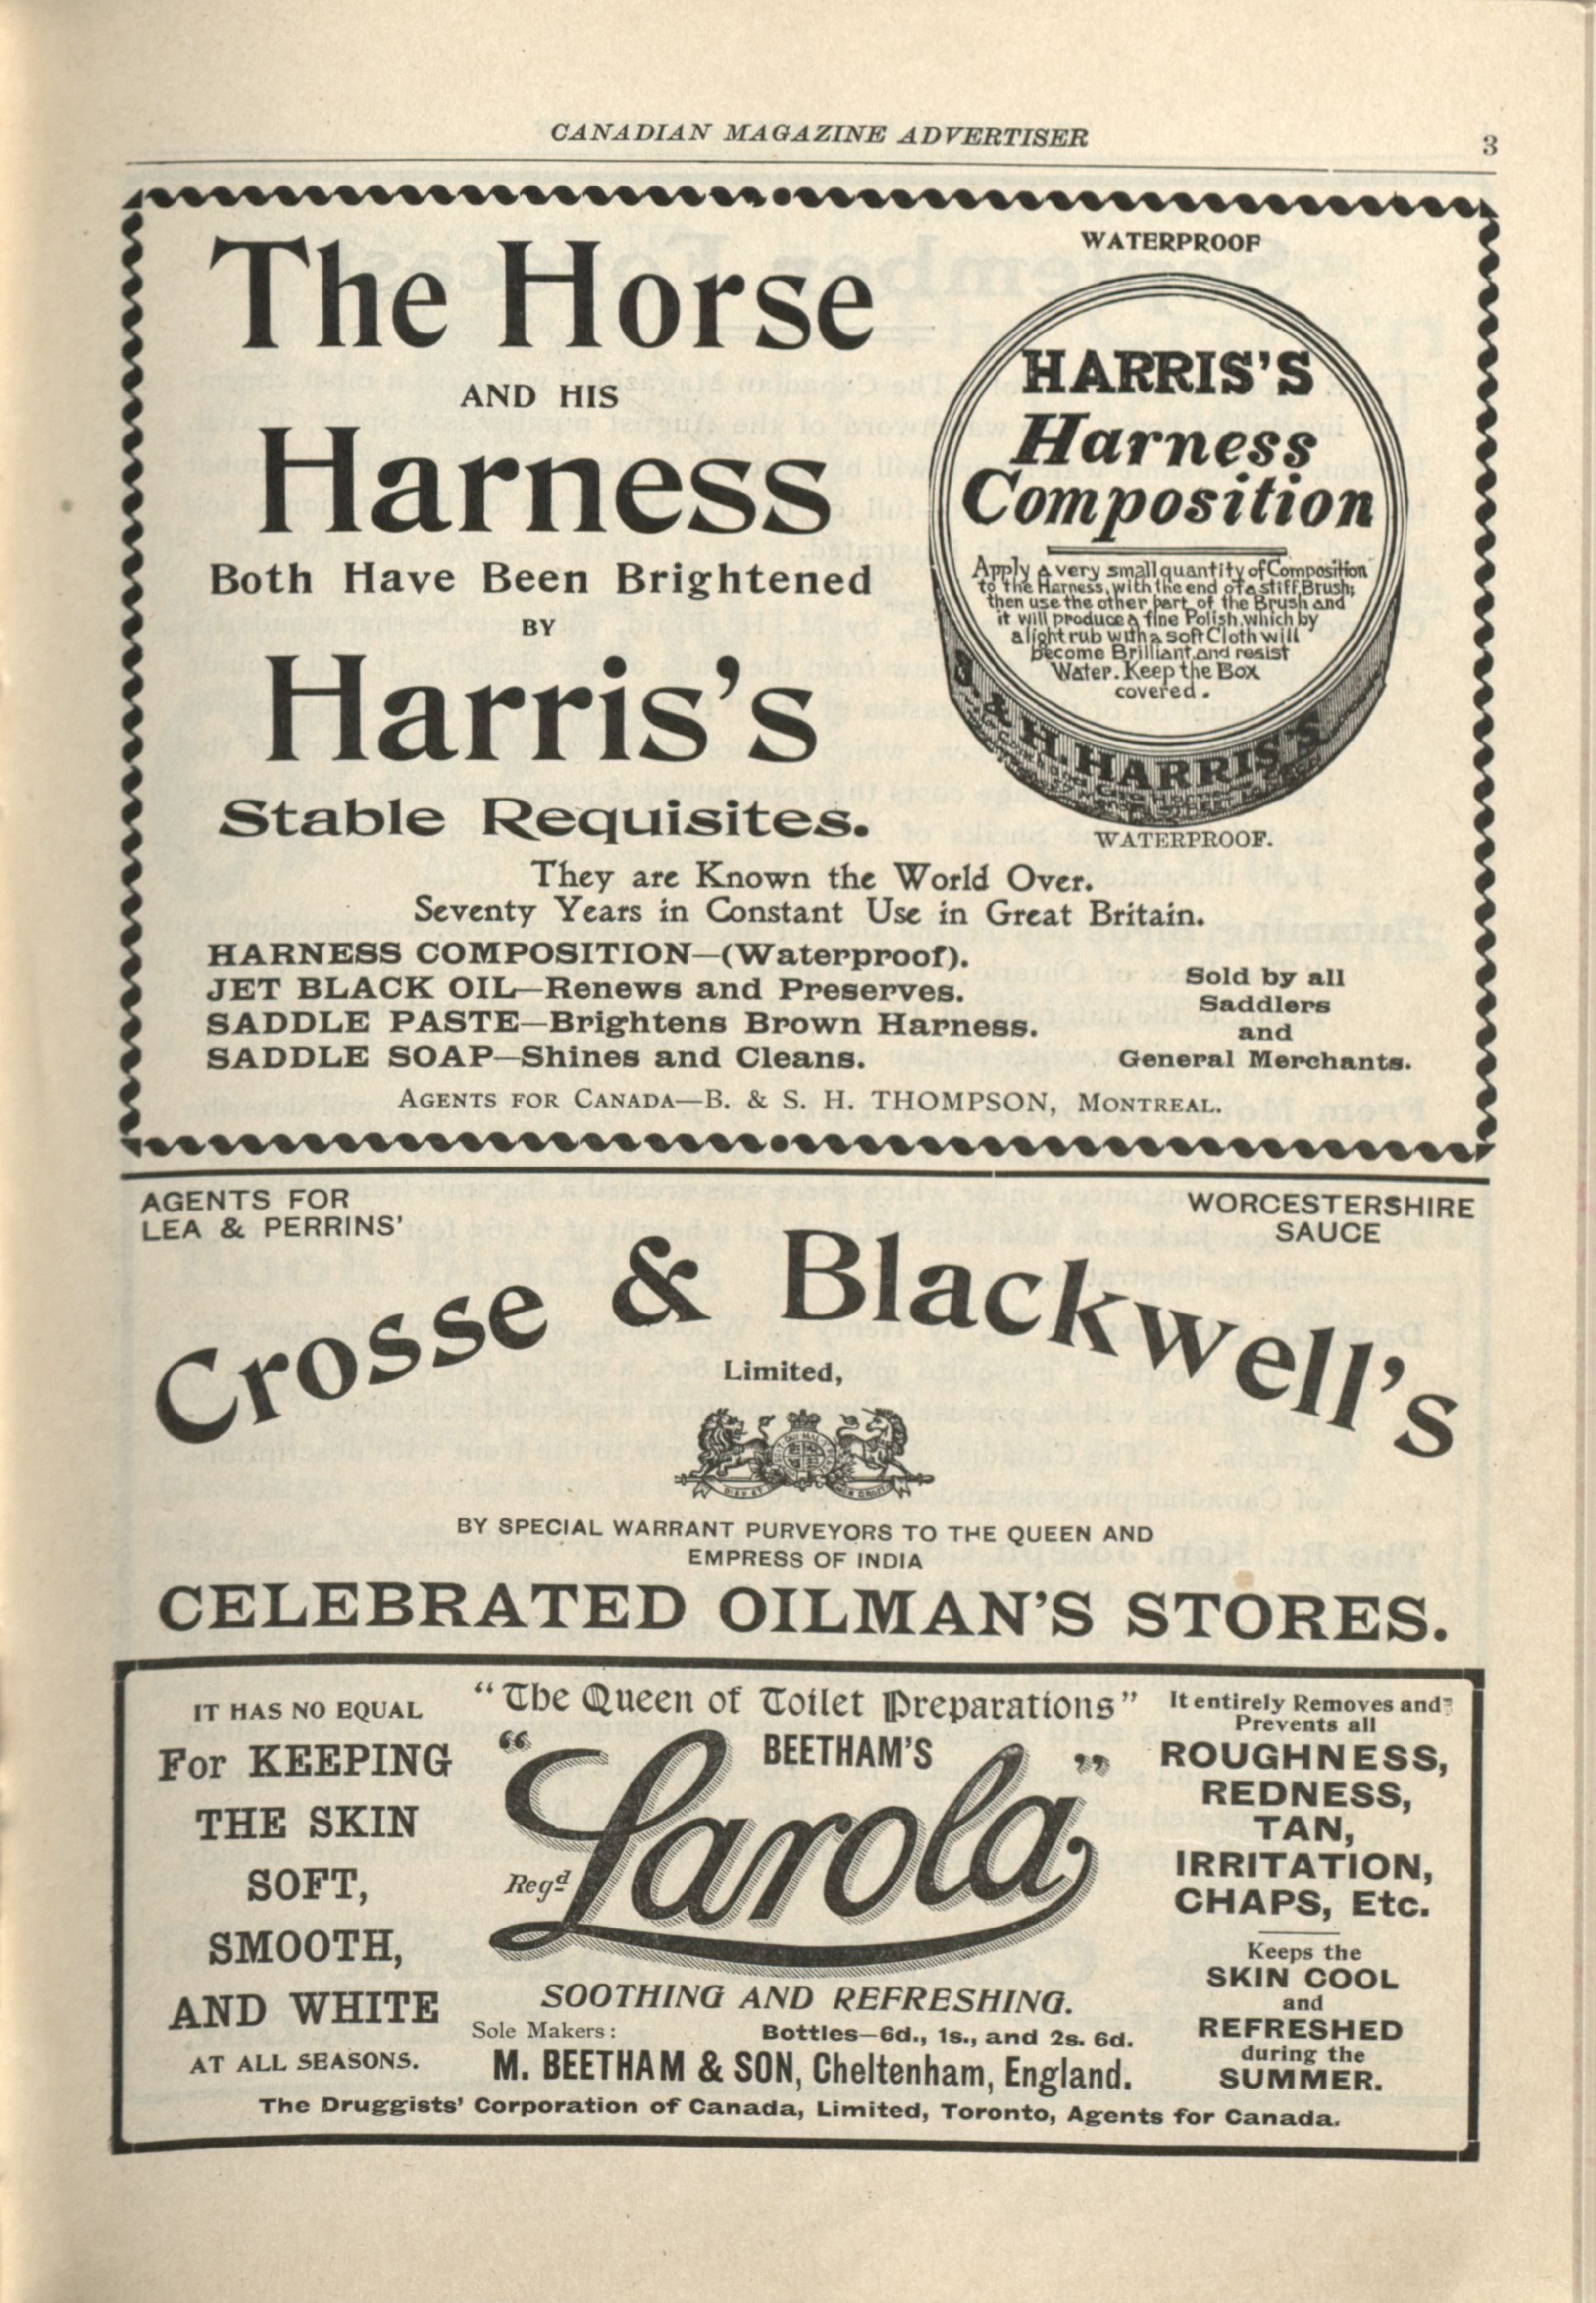 CANADIAN MAGAZINE ADVERTISER
3
The Horse
AND HIS
Harness
Both Have Been Brightened
BY
Harris's
Stable Requisites.
WATERPROOF
HARRIS'S
Harness
Composition
Apply a very small quantity of Composition
to the Harness, with the end of a stiff Brush;
then use the other part of the Brush and
it will produce a fine Polish, which by
a light rub with a soft Cloth will
become Brilliant, and resist
Water. Keep the Box
covered.
S. & H. HARRIS'S
WATERPROOF.
They are Known the World Over.
Seventy Years in Constant Use in Great Britain.
HARNESS COMPOSITION—(Waterproof).
JET BLACK OIL—Renews and Preserves.
SADDLE PASTE—Brightens Brown Harness.
SADDLE SOAP—Shines and Cleans.
Sold by all
Saddlers
and
General Merchants.
AGENTS FOR CANADA—B. & S. H. THOMPSON, MONTREAL.
AGENTS FOR
LEA & PERRINS'
WORCESTERSHIRE
SAUCE
Crosse & Blackwell's
Limited,
BY SPECIAL WARRANT PURVEYORS TO THE QUEEN AND
EMPRESS OF INDIA
CELEBRATED OILMAN'S STORES.
IT HAS NO EQUAL
For KEEPING
THE SKIN
SOFT,
SMOOTH,
AND WHITE
AT ALL SEASONS.
"The Queen of Toilet Preparations"
BEETHAM'S
"Larola"
Regd
SOOTHING AND REFRESHING.
Sole Makers:
Bottles—6d., 1s., and 2s. 6d.
M. BEETHAM & SON, Cheltenham, England.
It entirely Removes and
Prevents all
ROUGHNESS,
REDNESS,
TAN,
IRRITATION,
CHAPS, Etc.
Keeps the
SKIN COOL
and
REFRESHED
during the
SUMMER.
The Druggists' Corporation of Canada, Limited, Toronto, Agents for Canada.